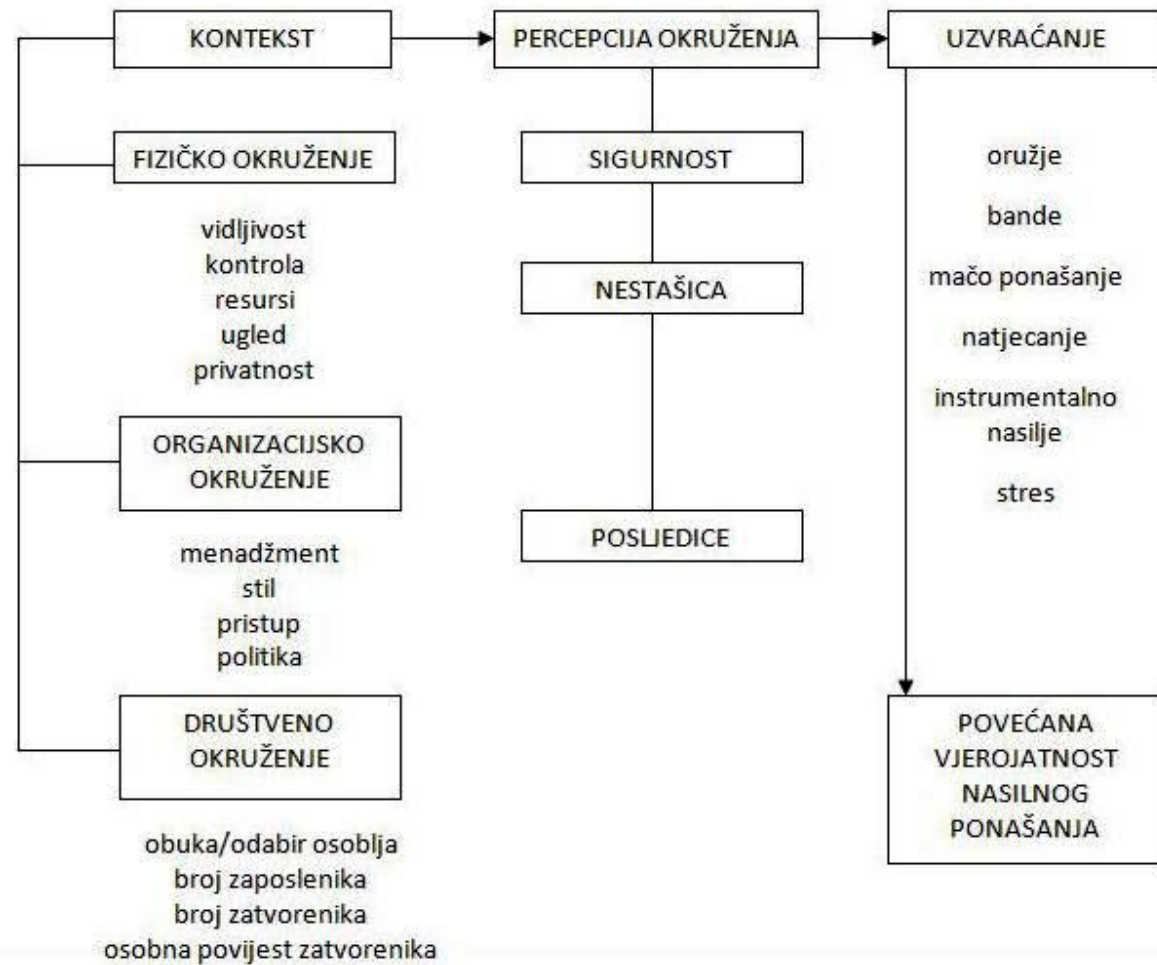 KONTEKST
FIZIČKO OKRUŽENJE
vidljivost
kontrola
resursi
ugled
privatnost
ORGANIZACIJSKO
OKRUŽENJE
menadžment
stil
pristup
politika
DRUŠTVENO
OKRUŽENJE
obuka/odabir osoblja
broj zaposlenika
broj zatvorenika
osobna povijest zatvorenika
PERCEPCIJA OKRUŽENJA
SIGURNOST
NESTAŠICA
POSLJEDICE
UZVRAĆANJE
oružje
bande
mačo ponašanje
natjecanje
instrumentalno
nasilje
stres
POVEĆANA
VJEROJATNOST
NASILNOG
PONAŠANJA